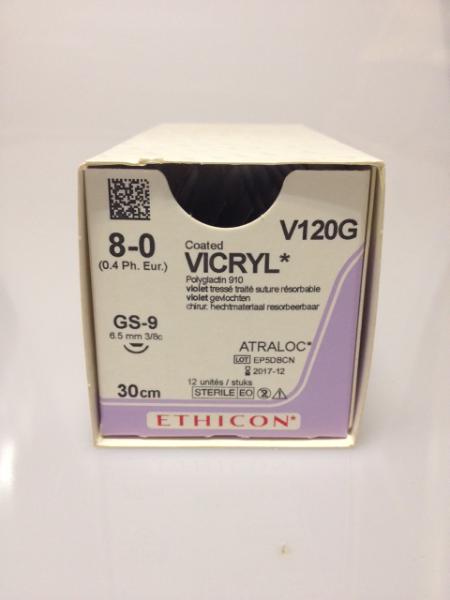 V120G
8-0
(0.4 Ph. Eur.)
Coated
VICRYL*
Polyglactin 910
violet tressé traité suture résorbable
violet gevlochten
chirur. hechtmateriaal resorbeerbaar
GS-9
6.5 mm 3/8c
ATRALOC*
LOT EP5D8CN
2017-12
30cm
12 unités / stuks
STERILE EO
ETHICON*